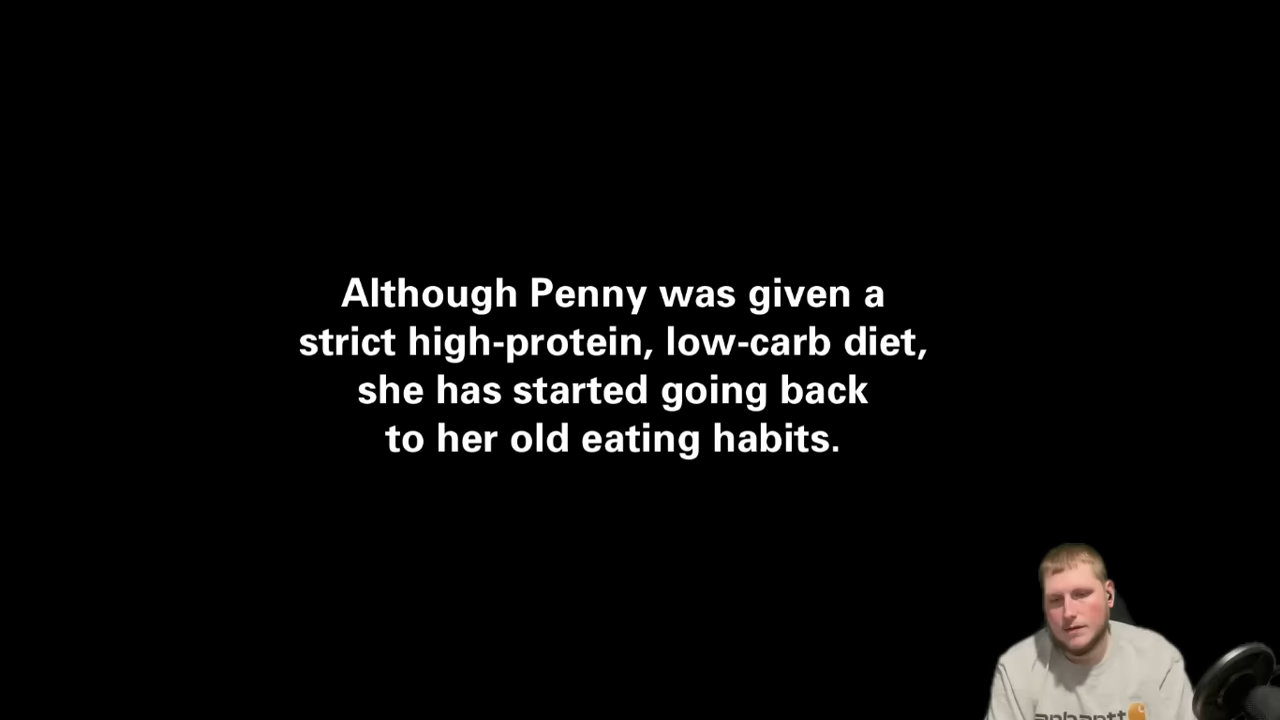 Although Penny was given a
strict high-protein, low-carb diet,
she has started going back
to her old eating habits.